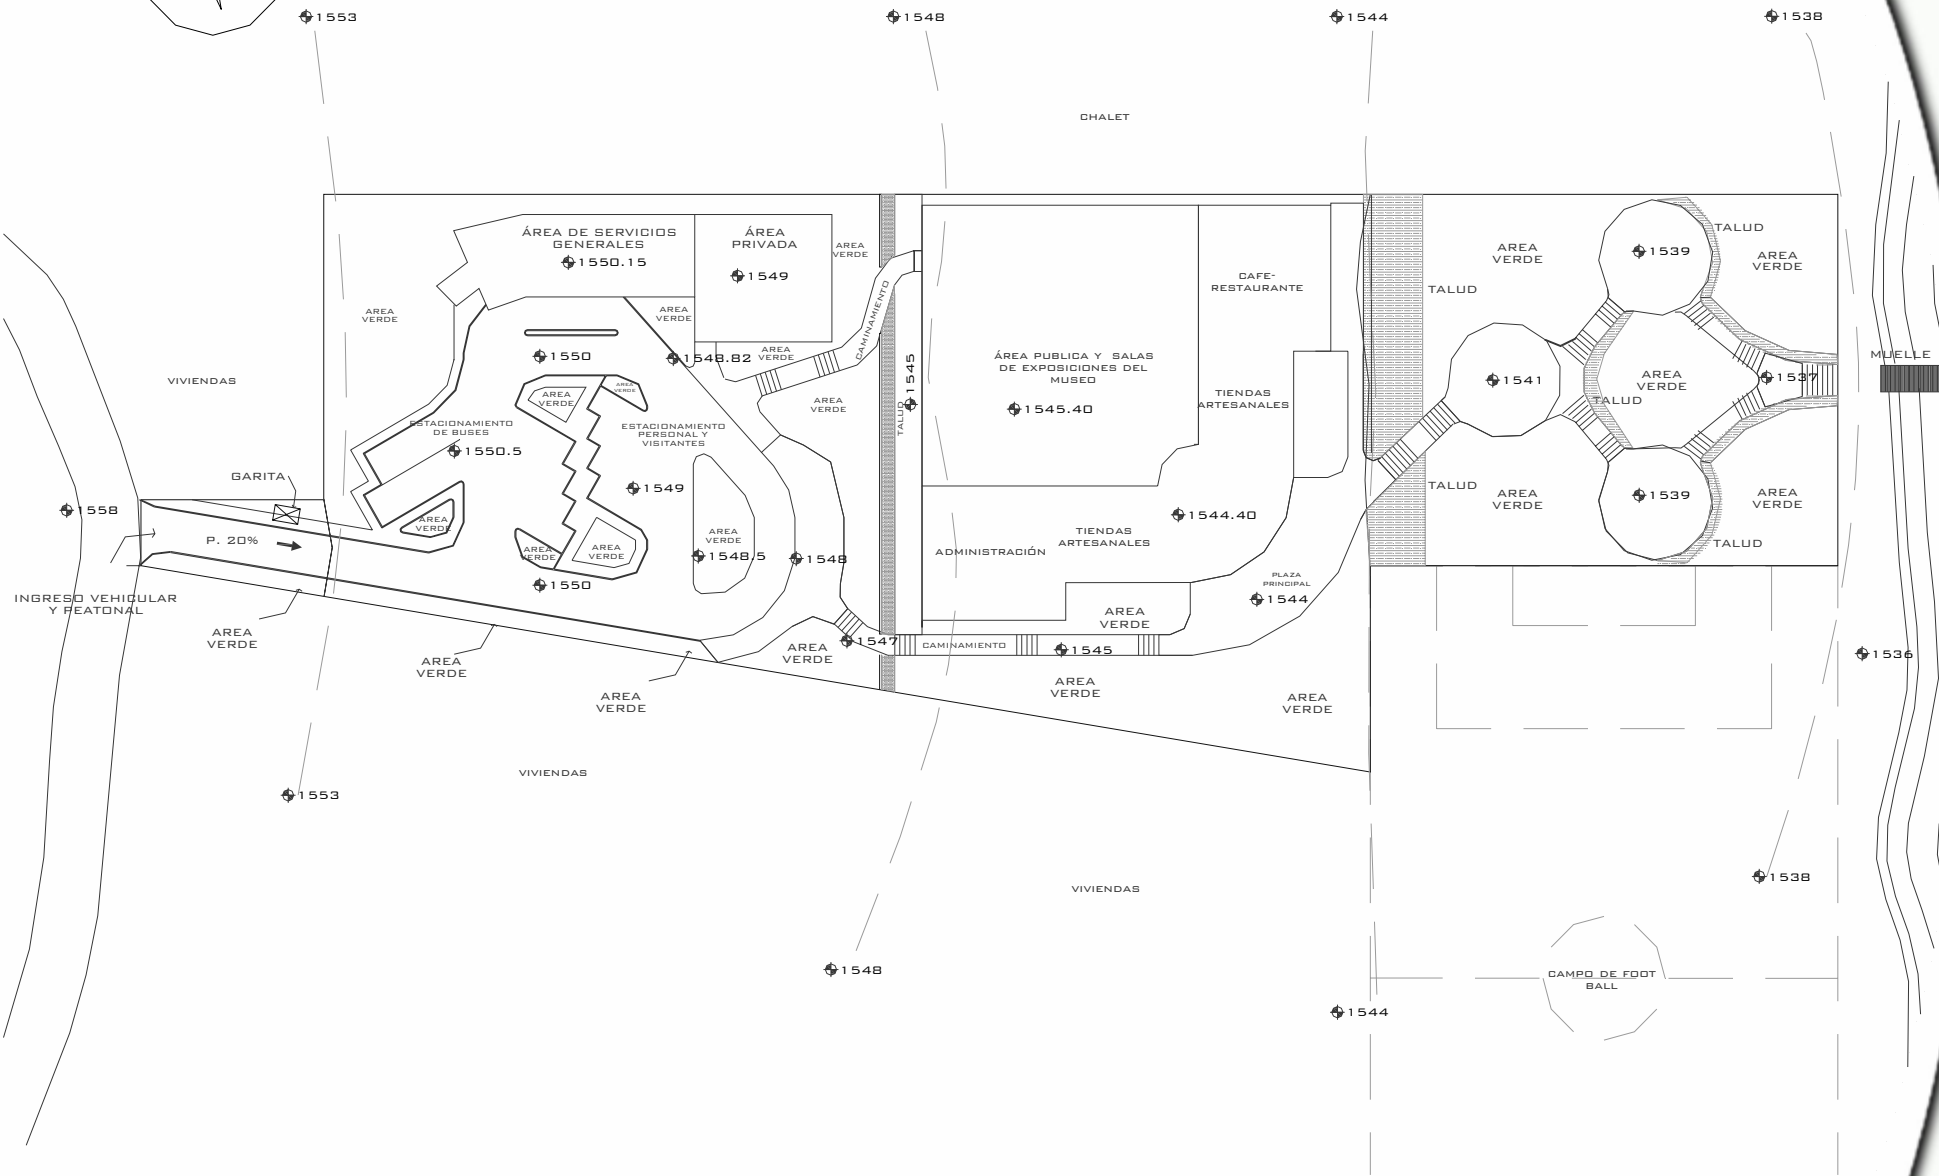 1553
1548
1544
1538
CHALET
ÁREA DE SERVICIOS
GENERALES
1550.15
ÁREA
PRIVADA
1549
AREA
VERDE
AREA
VERDE
AREA
VERDE
1550
1548.82
AREA
VERDE
CAMINAMIENTO
VIVIENDAS
AREA
VERDE
AREA
VERDE
AREA
VERDE
ESTACIONAMIENTO
DE BUSES
1550.5
ESTACIONAMIENTO
PERSONAL Y
VISITANTES
1549
GARITA
1558
P. 20%
AREA
VERDE
AREA
VERDE
AREA
VERDE
AREA
VERDE
1548.5
1548
1550
INGRESO VEHICULAR
Y PEATONAL
AREA
VERDE
AREA
VERDE
AREA
VERDE
AREA
VERDE
1547
TALUD
1545
ÁREA PUBLICA Y SALAS
DE EXPOSICIONES DEL
MUSEO
1545.40
CAFE-
RESTAURANTE
TIENDAS
ARTESANALES
1544.40
TIENDAS
ARTESANALES
ADMINISTRACIÓN
PLAZA
PRINCIPAL
1544
AREA
VERDE
CAMINAMIENTO
1545
AREA
VERDE
AREA
VERDE
AREA
VERDE
TALUD
1539
TALUD
AREA
VERDE
1541
AREA
VERDE
TALUD
1537
MUELLE
TALUD
AREA
VERDE
1539
AREA
VERDE
TALUD
1536
1553
VIVIENDAS
VIVIENDAS
1538
1548
CAMPO DE FOOT
BALL
1544